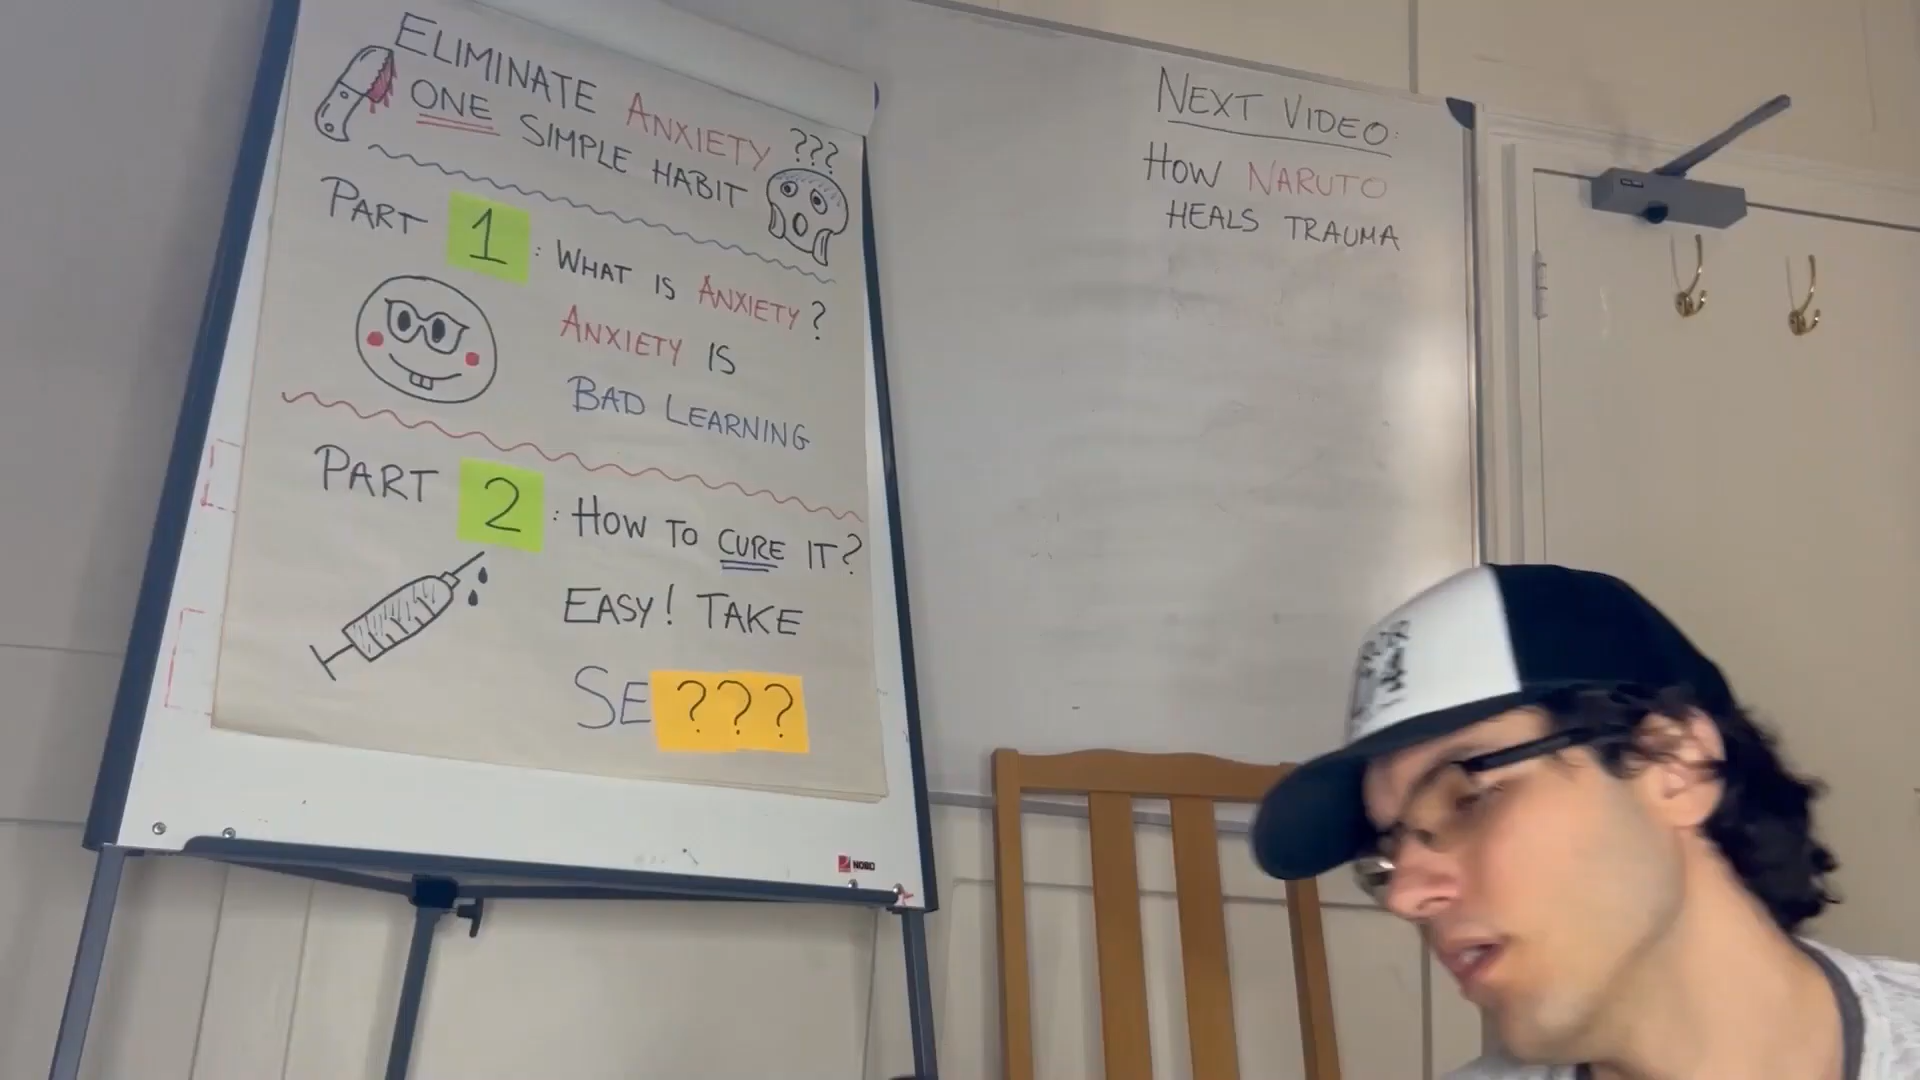 ELIMINATE ANXIETY ???
ONE SIMPLE HABIT
PART 1: WHAT IS ANXIETY?
ANXIETY IS
BAD LEARNING
PART 2: HOW TO CURE IT?
EASY! TAKE
SE???
NOBO
NEXT VIDEO:
HOW NARUTO
HEALS TRAUMA